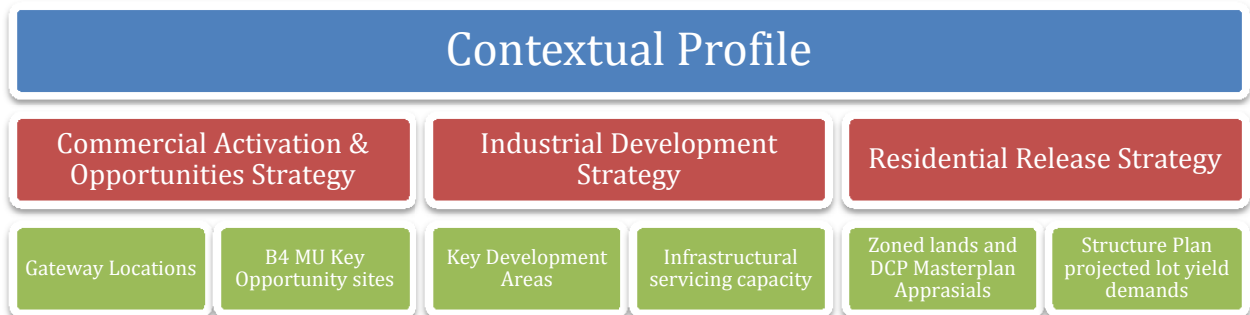 Contextual Profile
Commercial Activation &
Opportunities Strategy
Industrial Development
Strategy
Residential Release Strategy
Gateway Locations
B4 MU Key
Opportunity sites
Key Development
Areas
Infrastructural
servicing capacity
Zoned lands and
DCP Masterplan
Apprasials
Structure Plan
projected lot yield
demands